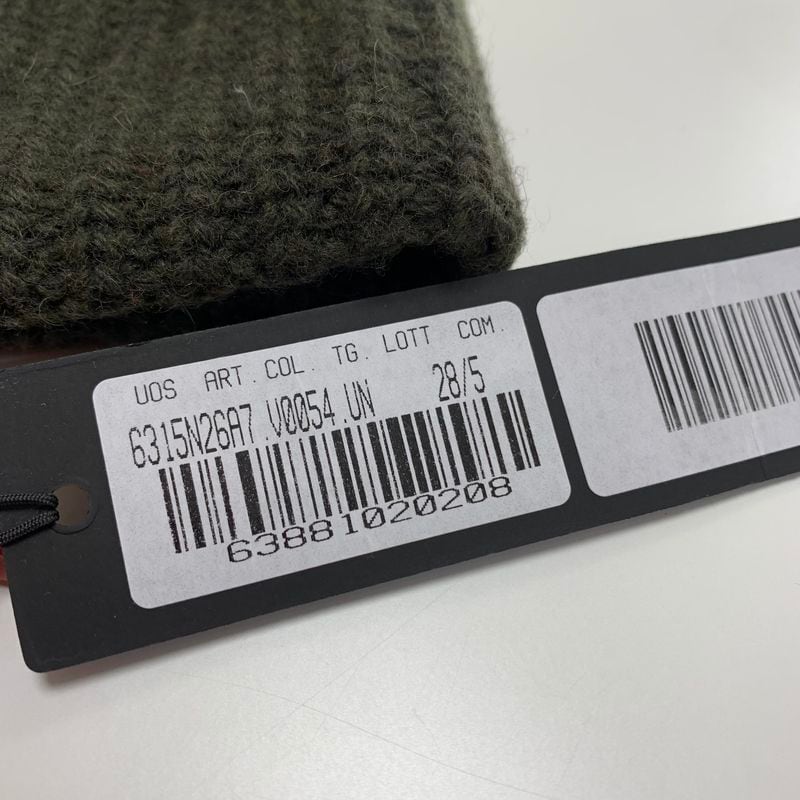 UOS ART. COL. TG. LOTT COM.
6315N26A7.V0054.UN 28/5
63881020208